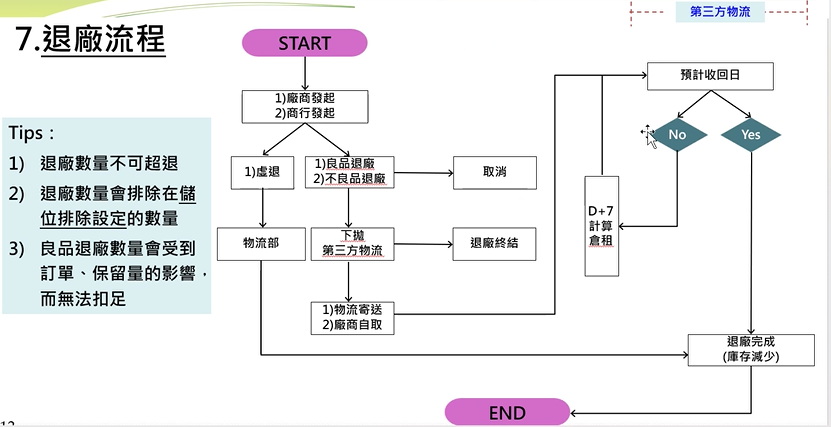 第三方物流
7.退廠流程
START
1)廠商發起
2)商行發起
Tips：
1) 退廠數量不可超退
2) 退廠數量會排除在儲
位排除設定的數量
3) 良品退廠數量會受到
訂單、保留量的影響，
而無法扣足
1)虛退
1)良品退廠
2)不良品退廠
取消
物流部
下拋
第三方物流
退廠終結
1)物流寄送
2)廠商自取
預計收回日
No
Yes
D+7
計算
倉租
退廠完成
(庫存減少)
END